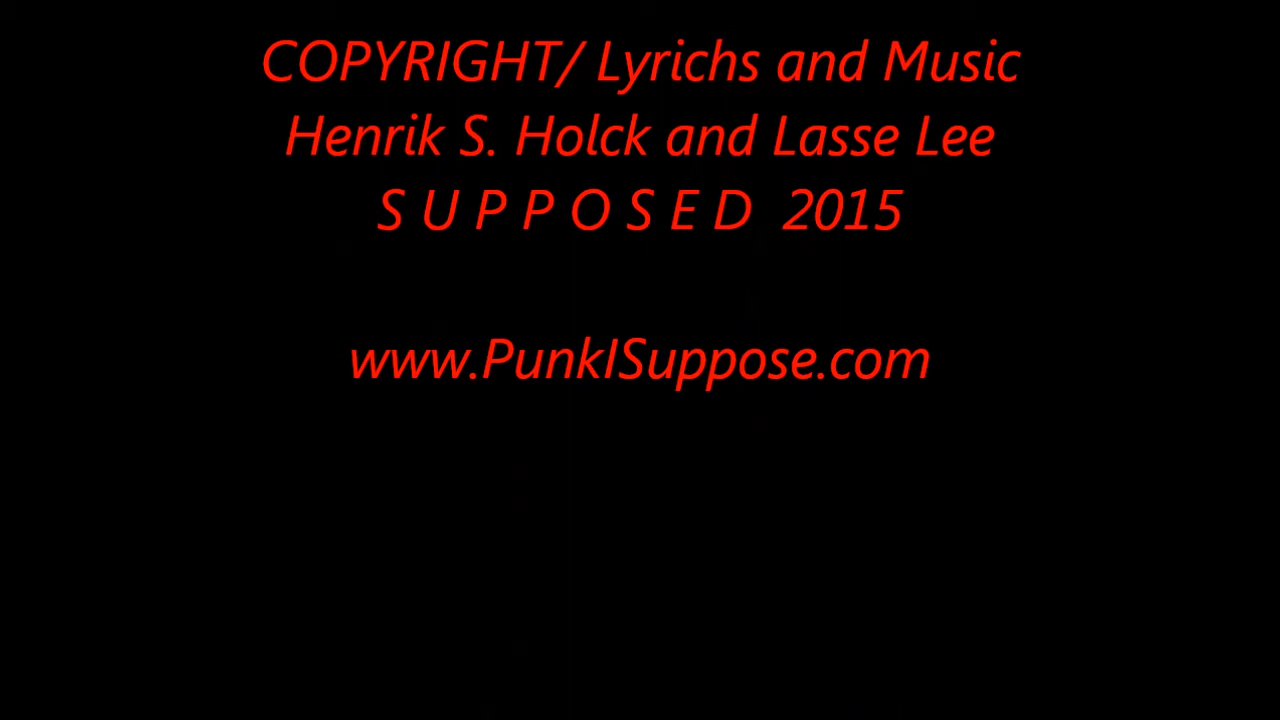 COPYRIGHT/ Lyrichs and Music
Henrik S. Holck and Lasse Lee
S U P P O S E D  2015
www.PunkISuppose.com